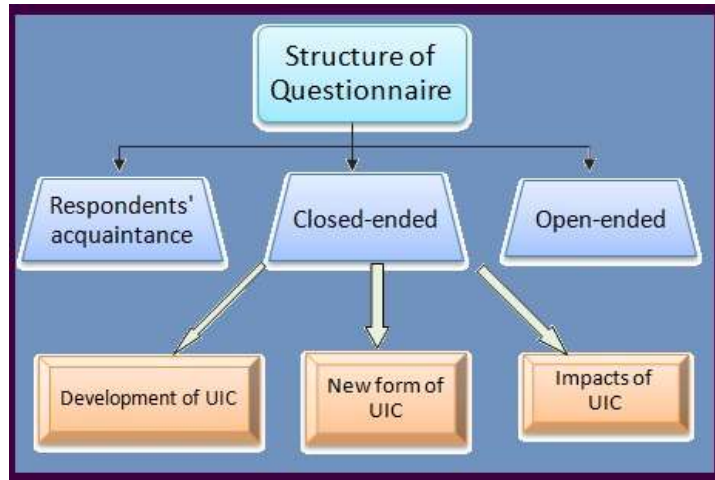 Structure of
Questionnaire
Respondents'
acquaintance
Closed-ended
Open-ended
Development of UIC
New form of
UIC
Impacts of
UIC